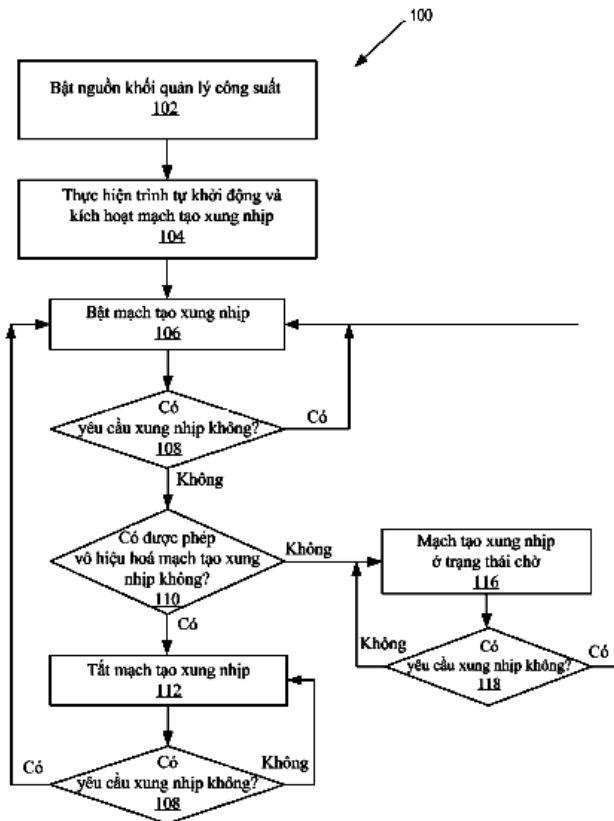 100
Bật nguồn khối quản lý công suất
102
Thực hiện trình tự khởi động và
kích hoạt mạch tạo xung nhịp
104
Bật mạch tạo xung nhịp
106
Có
yêu cầu xung nhịp không?
108
Có
Không
Có được phép
vô hiệu hoá mạch tạo xung
nhịp không?
110
Không
Có
Mạch tạo xung nhịp
ở trạng thái chờ
116
Không
Có
yêu cầu xung nhịp không?
118
Có
Tắt mạch tạo xung nhịp
112
Có
Có
yêu cầu xung nhịp không?
108
Không